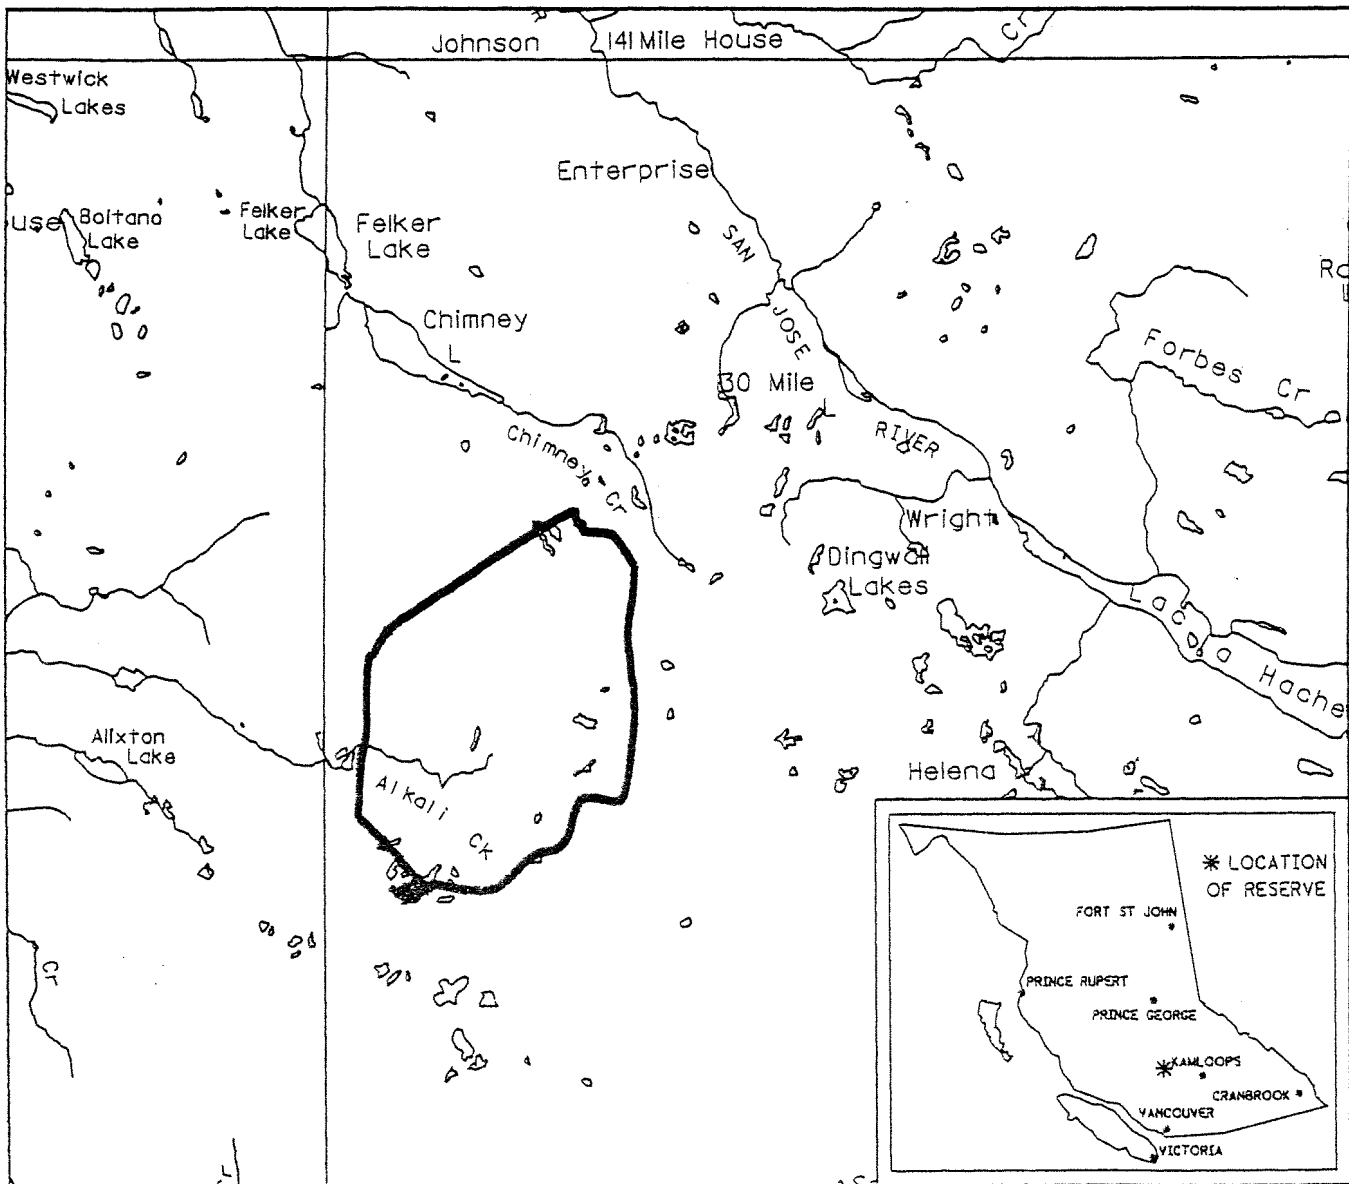 Cr
Johnson 141 Mile House
Westwick
Lakes
Enterprise
Boitano
Lake
Felker
Lake
Felker
Lake
SAN
JOSE
RIVER
Chimney
L
30 Mile
L
Forbes Cr
Chimney Cr
Wright
Dingwall
Lakes
Lac La Hache
Alixton
Lake
Alkali
Ck
Helena
Cr
* LOCATION
OF RESERVE
FORT ST JOHN
PRINCE RUPERT
PRINCE GEORGE
KAMLOOPS
CRANBROOK
VANCOUVER
VICTORIA